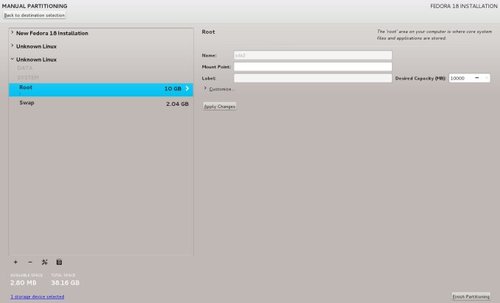 MANUAL PARTITIONING
FEDORA 18 INSTALLATION
Back to destination selection
New Fedora 18 Installation
Unknown Linux
Unknown Linux
DATA
SYSTEM
Root 10 GB
Swap 2.04 GB
AVAILABLE SPACE TOTAL SPACE
2.80 MB 38.16 GB
1 storage device selected
Root
The 'root' area on your computer is where core system
files and applications are stored.
Name: sda2
Mount Point:
Label: Desired Capacity (MB): 10000
Customize...
Apply Changes
Finish Partitioning